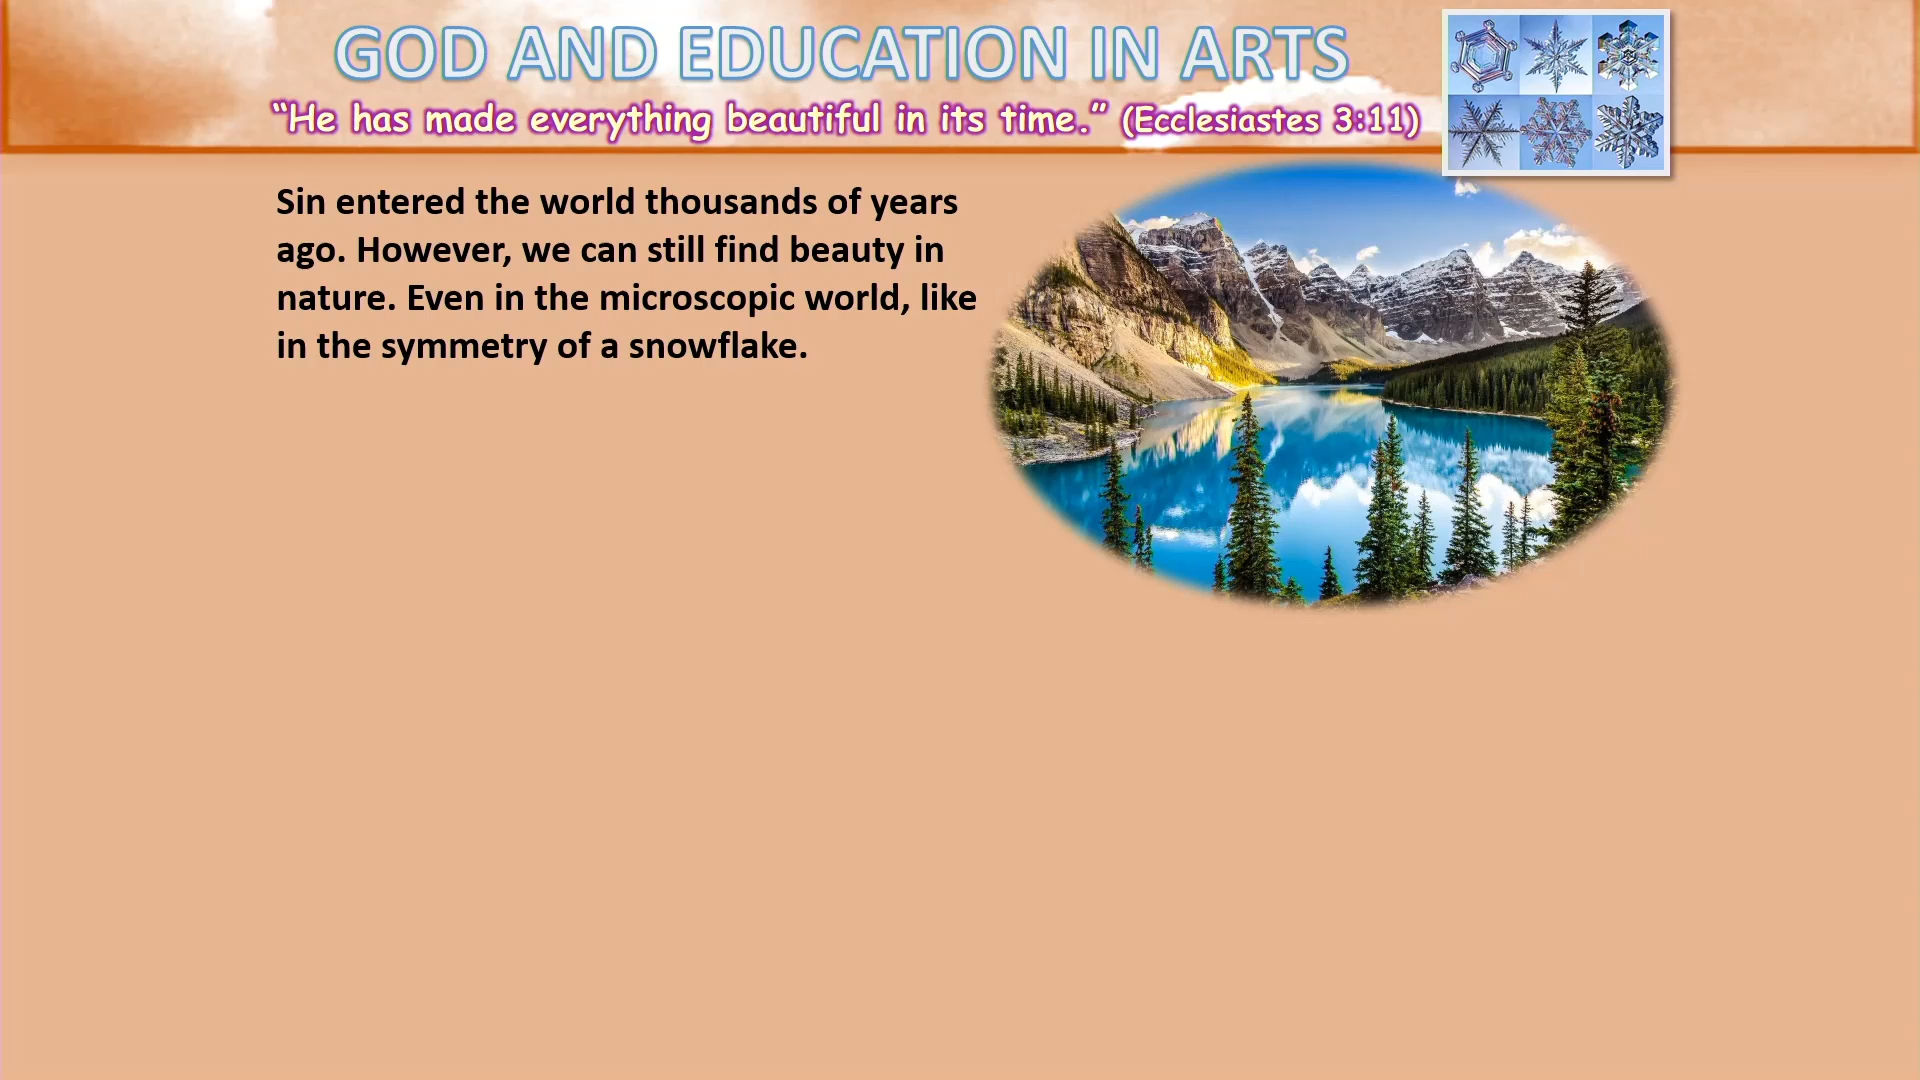 GOD AND EDUCATION IN ARTS
“He has made everything beautiful in its time.” (Ecclesiastes 3:11)
Sin entered the world thousands of years
ago. However, we can still find beauty in
nature. Even in the microscopic world, like
in the symmetry of a snowflake.